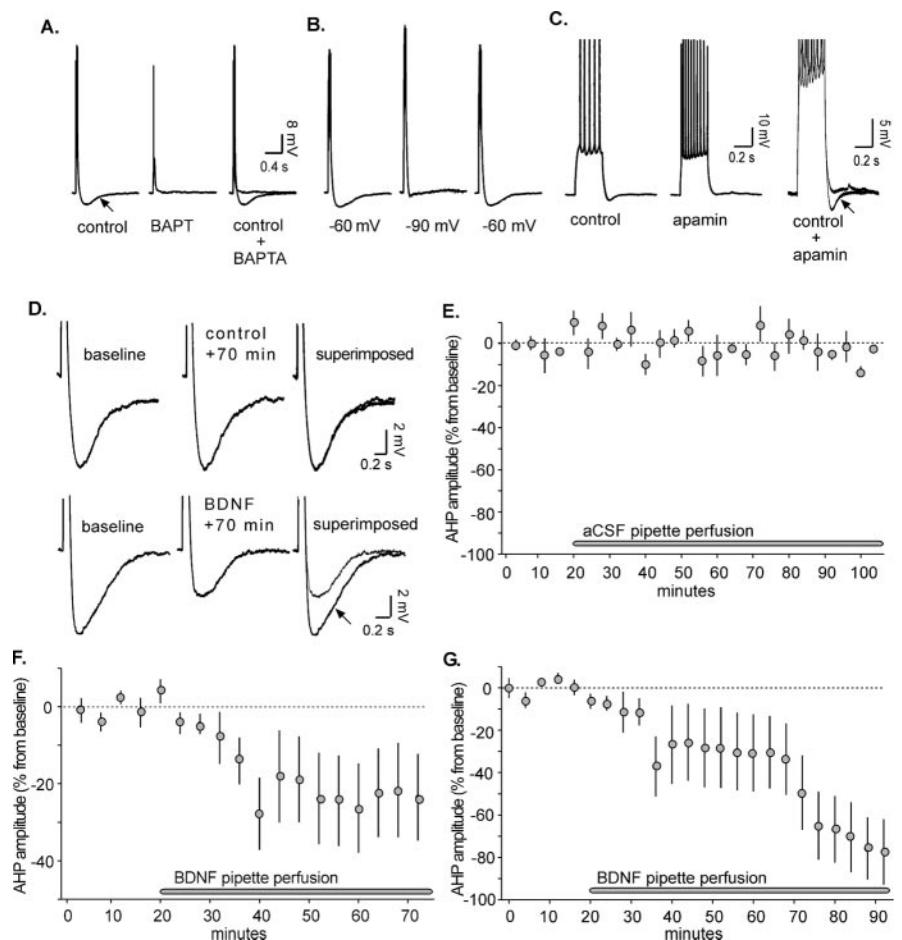 A.
B.
C.
8 mV
0.4 s
10 mV
0.2 s
5 mV
0.2 s
control
BAPT
control
+
BAPTA
-60 mV
-90 mV
-60 mV
control
apamin
control
+
apamin
D.
baseline
control
+70 min
superimposed
2 mV
0.2 s
baseline
BDNF
+70 min
superimposed
2 mV
0.2 s
E.
AHP amplitude (% from baseline)
0
-20
-40
-60
-80
-100
aCSF pipette perfusion
0 10 20 30 40 50 60 70 80 90 100
minutes
F.
AHP amplitude (% from baseline)
0
-20
-40
BDNF pipette perfusion
0 10 20 30 40 50 60 70
minutes
G.
AHP amplitude (% from baseline)
0
-20
-40
-60
-80
-100
BDNF pipette perfusion
0 10 20 30 40 50 60 70 80 90
minutes